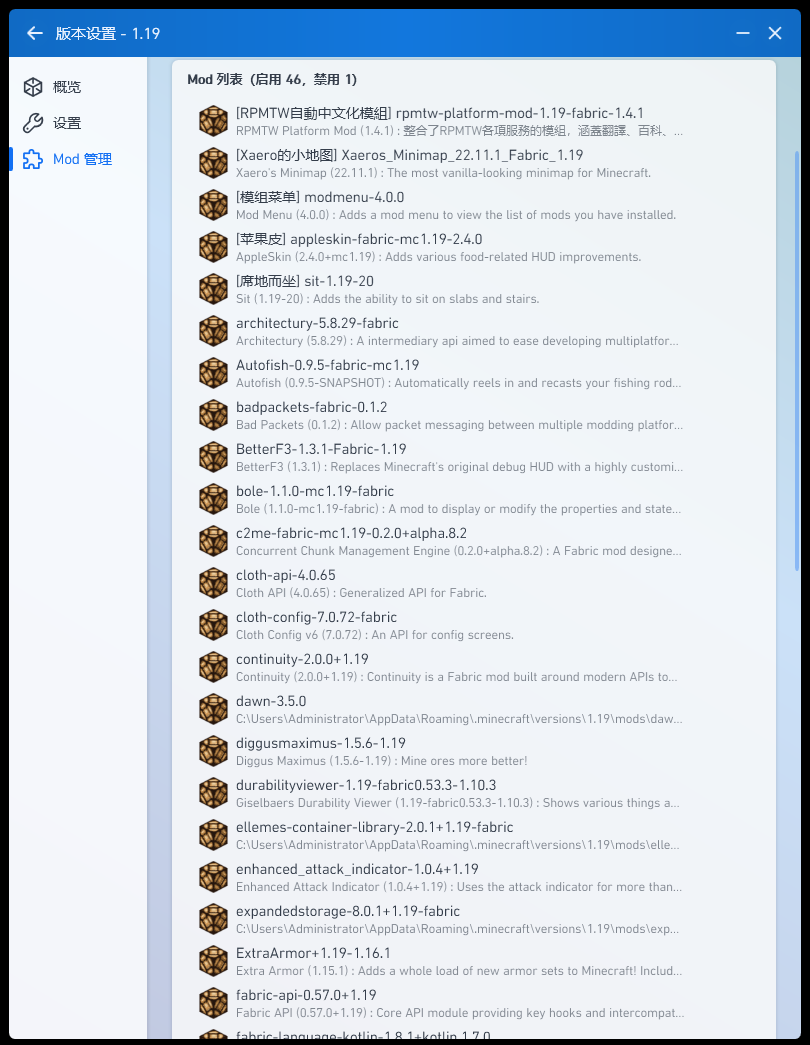 版本设置 - 1.19
概览
设置
Mod 管理
Mod 列表（启用 46，禁用 1）
[RPMTW自動中文化模組] rpmtw-platform-mod-1.19-fabric-1.4.1
RPMTW Platform Mod (1.4.1) : 整合了RPMTW各項服務的模組，涵蓋翻譯、百科、...
[Xaero的小地图] Xaeros_Minimap_22.11.1_Fabric_1.19
Xaero's Minimap (22.11.1) : The most vanilla-looking minimap for Minecraft.
[模组菜单] modmenu-4.0.0
Mod Menu (4.0.0) : Adds a mod menu to view the list of mods you have installed.
[苹果皮] appleskin-fabric-mc1.19-2.4.0
AppleSkin (2.4.0+mc1.19) : Adds various food-related HUD improvements.
[席地而坐] sit-1.19-20
Sit (1.19-20) : Adds the ability to sit on slabs and stairs.
architectury-5.8.29-fabric
Architectury (5.8.29) : A intermediary api aimed to ease developing multiplatfor...
Autofish-0.9.5-fabric-mc1.19
Autofish (0.9.5-SNAPSHOT) : Automatically reels in and recasts your fishing rod...
badpackets-fabric-0.1.2
Bad Packets (0.1.2) : Allow packet messaging between multiple modding platfor...
BetterF3-1.3.1-Fabric-1.19
BetterF3 (1.3.1) : Replaces Minecraft's original debug HUD with a highly customi...
bole-1.1.0-mc1.19-fabric
Bole (1.1.0-mc1.19-fabric) : A mod to display or modify the properties and state...
c2me-fabric-mc1.19-0.2.0+alpha.8.2
Concurrent Chunk Management Engine (0.2.0+alpha.8.2) : A Fabric mod designe...
cloth-api-4.0.65
Cloth API (4.0.65) : Generalized API for Fabric.
cloth-config-7.0.72-fabric
Cloth Config v6 (7.0.72) : An API for config screens.
continuity-2.0.0+1.19
Continuity (2.0.0+1.19) : Continuity is a Fabric mod built around modern APIs to...
dawn-3.5.0
C:\Users\Administrator\AppData\Roaming\.minecraft\versions\1.19\mods\daw...
diggusmaximus-1.5.6-1.19
Diggus Maximus (1.5.6-1.19) : Mine ores more better!
durabilityviewer-1.19-fabric0.53.3-1.10.3
Giselbaers Durability Viewer (1.19-fabric0.53.3-1.10.3) : Shows various things a...
ellemes-container-library-2.0.1+1.19-fabric
C:\Users\Administrator\AppData\Roaming\.minecraft\versions\1.19\mods\elle...
enhanced_attack_indicator-1.0.4+1.19
Enhanced Attack Indicator (1.0.4+1.19) : Uses the attack indicator for more than...
expandedstorage-8.0.1+1.19-fabric
C:\Users\Administrator\AppData\Roaming\.minecraft\versions\1.19\mods\exp...
ExtraArmor+1.19-1.16.1
Extra Armor (1.15.1) : Adds a whole load of new armor sets to Minecraft! Includ...
fabric-api-0.57.0+1.19
Fabric API (0.57.0+1.19) : Core API module providing key hooks and intercompat...
fabric-language-kotlin-1.8.1+kotlin.1.7.0